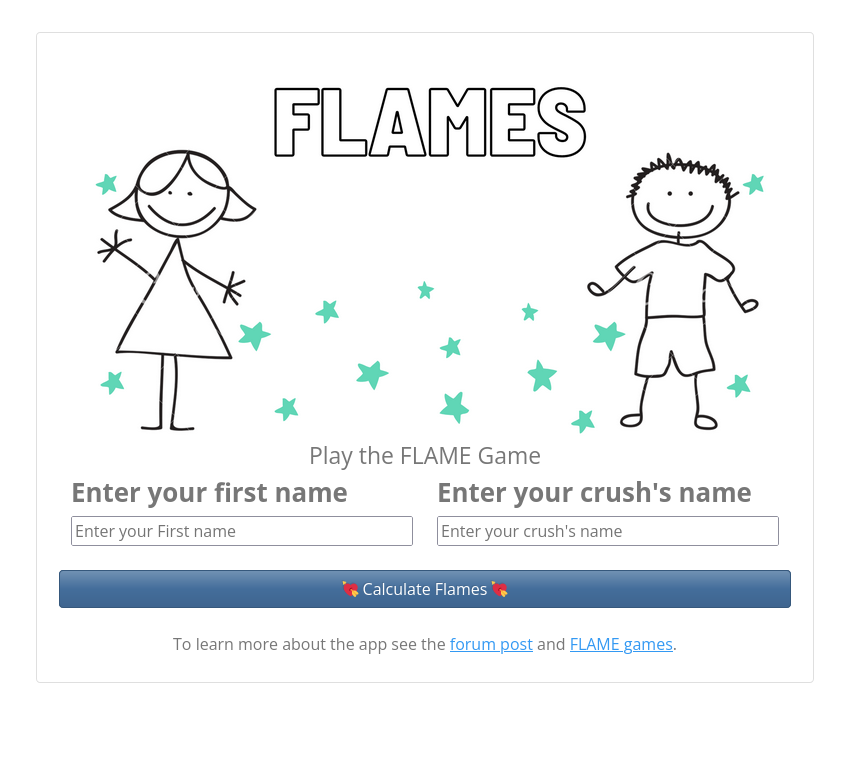 FLAMES
Play the FLAME Game
Enter your first name
Enter your crush's name
Enter your First name
Enter your crush's name
💘 Calculate Flames 💘
To learn more about the app see the forum post and FLAME games.